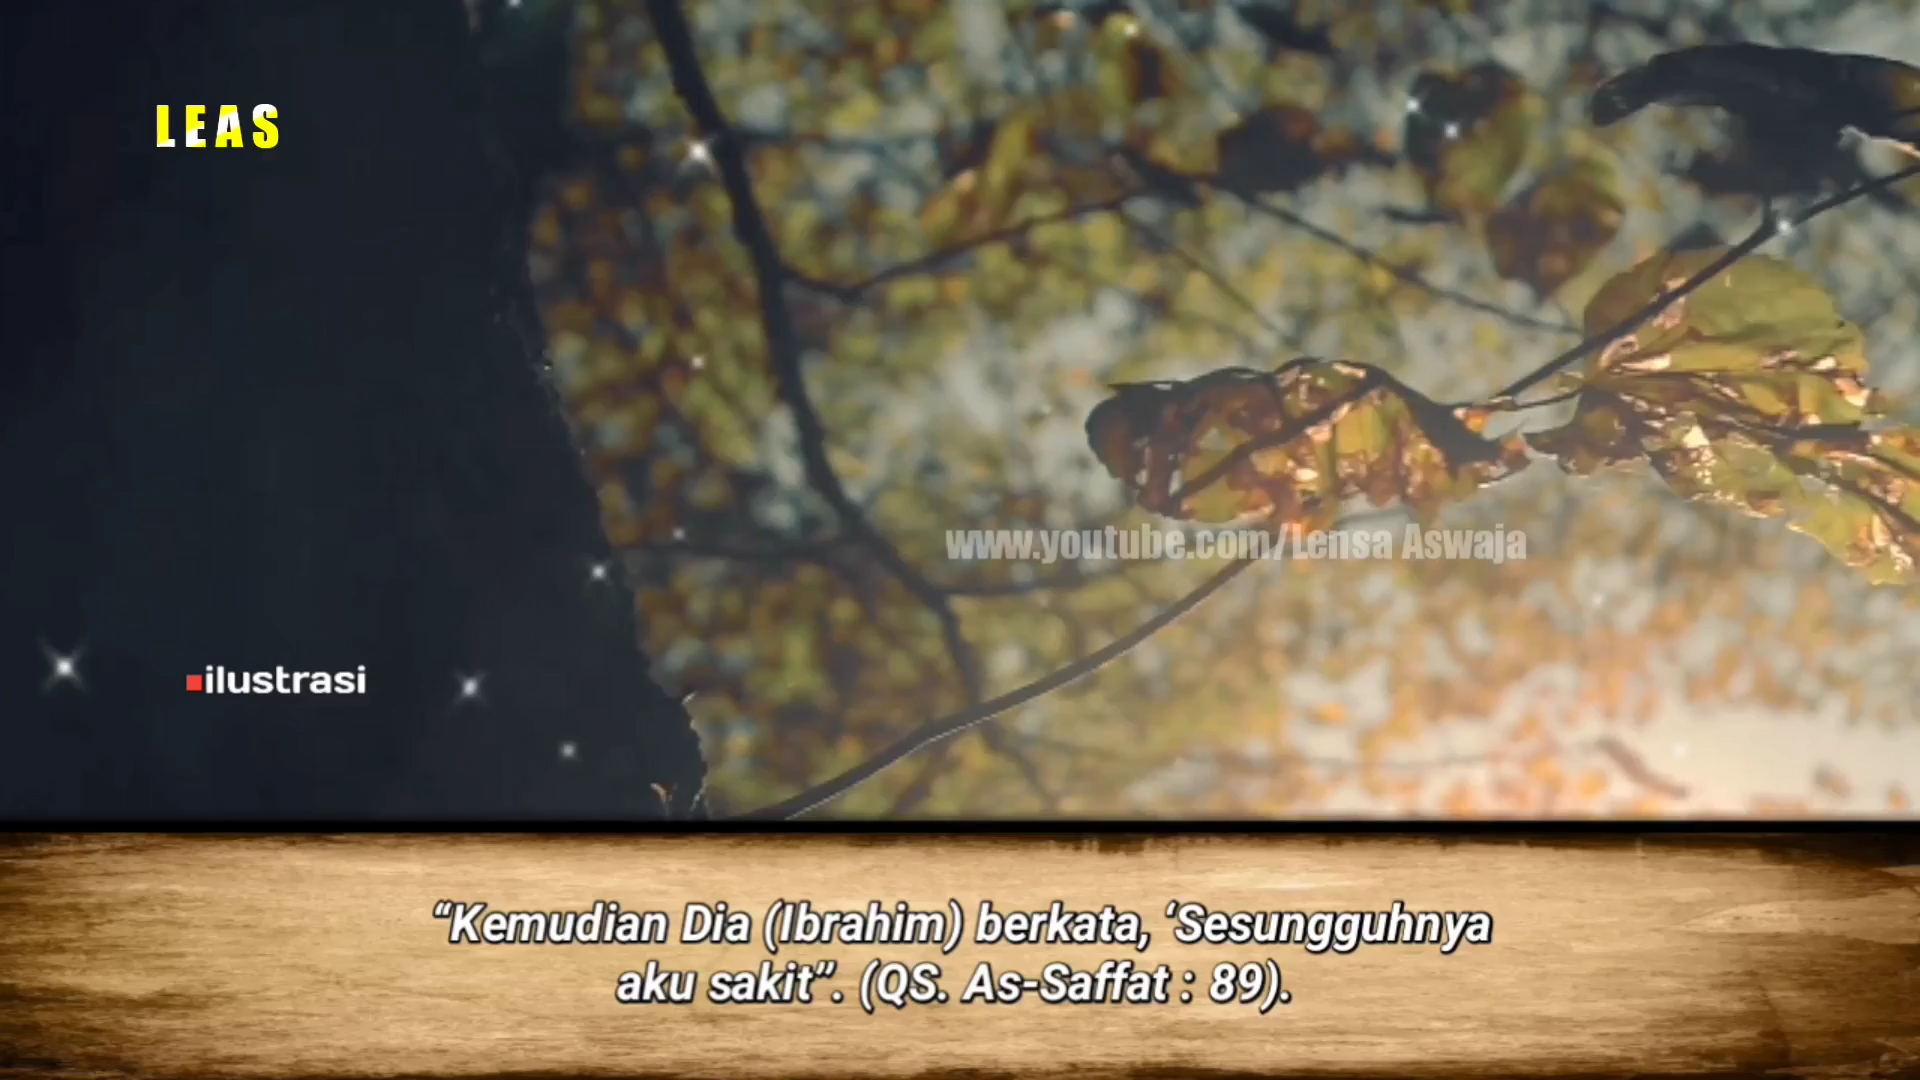 LEAS
www.youtube.com/Lensa Aswaja
ilustrasi
“Kemudian Dia (Ibrahim) berkata, ‘Sesungguhnya
aku sakit”. (QS. As-Saffat : 89).